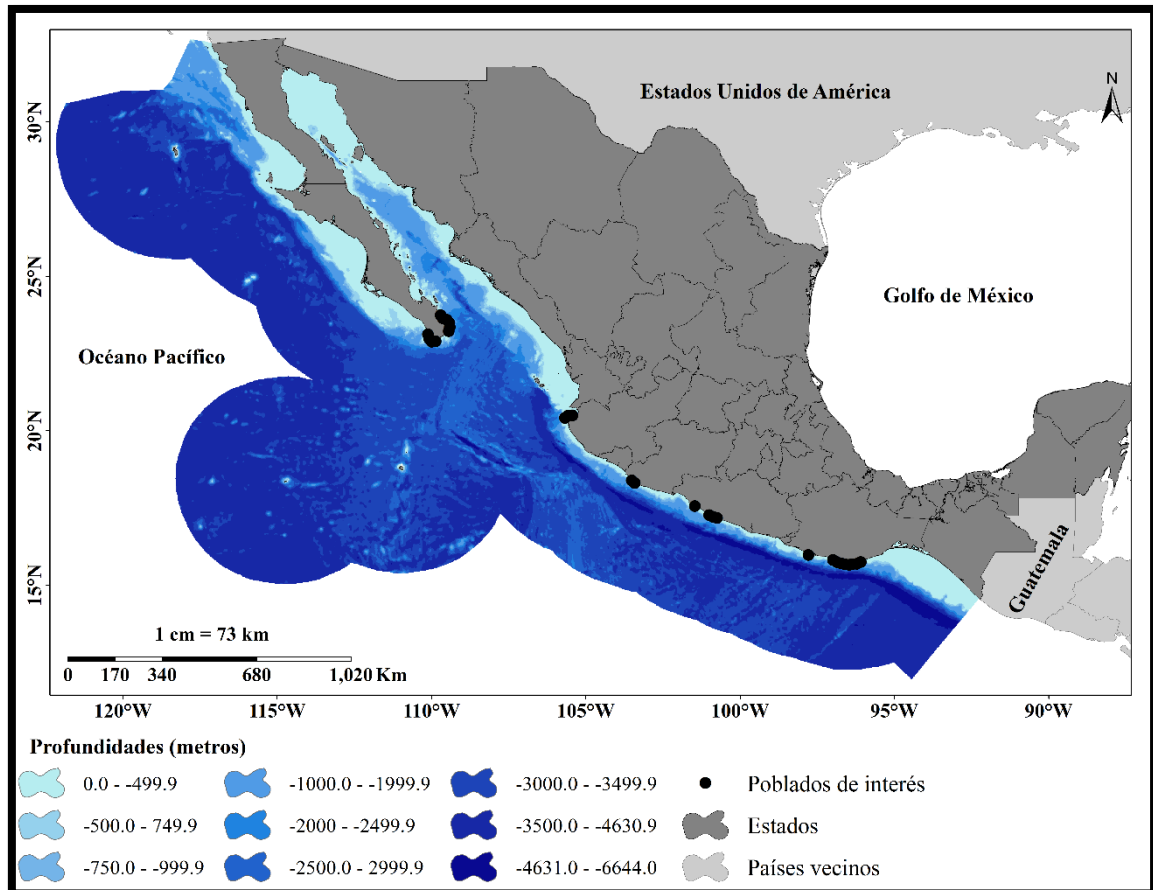 Estados Unidos de América
N
30°N
25°N
Golfo de México
Océano Pacífico
20°N
15°N
Guatemala
1 cm = 73 km
0 170 340 680 1,020 Km
120°W 115°W 110°W 105°W 100°W 95°W 90°W
Profundidades (metros)
0.0 - -499.9 -1000.0 - -1999.9 -3000.0 - -3499.9 Poblados de interés
-500.0 - 749.9 -2000 - -2499.9 -3500.0 - -4630.9 Estados
-750.0 - -999.9 -2500.0 - 2999.9 -4631.0 - -6644.0 Países vecinos